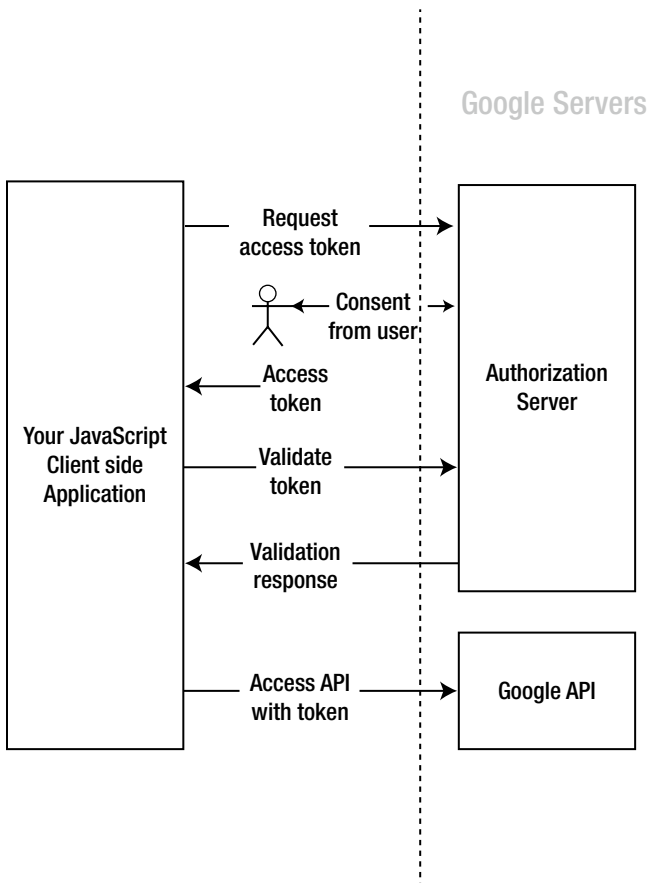 Google Servers
Request
access token
Consent
from user
Access
token
Authorization
Server
Your JavaScript
Client side
Application
Validate
token
Validation
response
Access API
with token
Google API